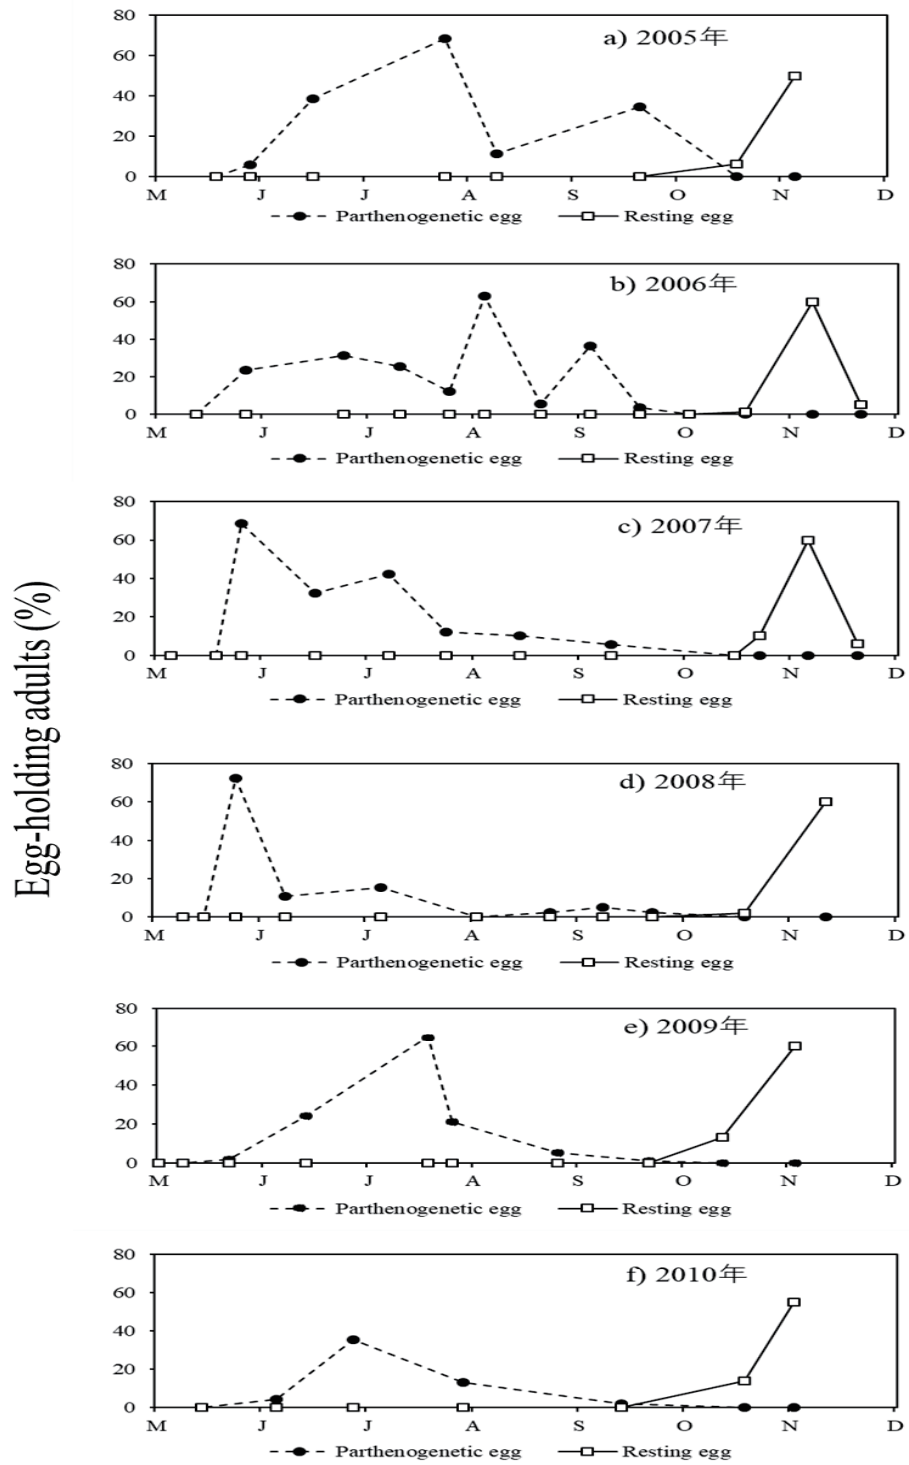 Egg-holding adults (%)
80
a) 2005年
60
40
20
0
M J J A S O N D
Parthenogenetic egg Resting egg
80
b) 2006年
60
40
20
0
M J J A S O N D
Parthenogenetic egg Resting egg
80
c) 2007年
60
40
20
0
M J J A S O N D
Parthenogenetic egg Resting egg
80
d) 2008年
60
40
20
0
M J J A S O N D
Parthenogenetic egg Resting egg
80
e) 2009年
60
40
20
0
M J J A S O N D
Parthenogenetic egg Resting egg
80
f) 2010年
60
40
20
0
M J J A S O N D
Parthenogenetic egg Resting egg